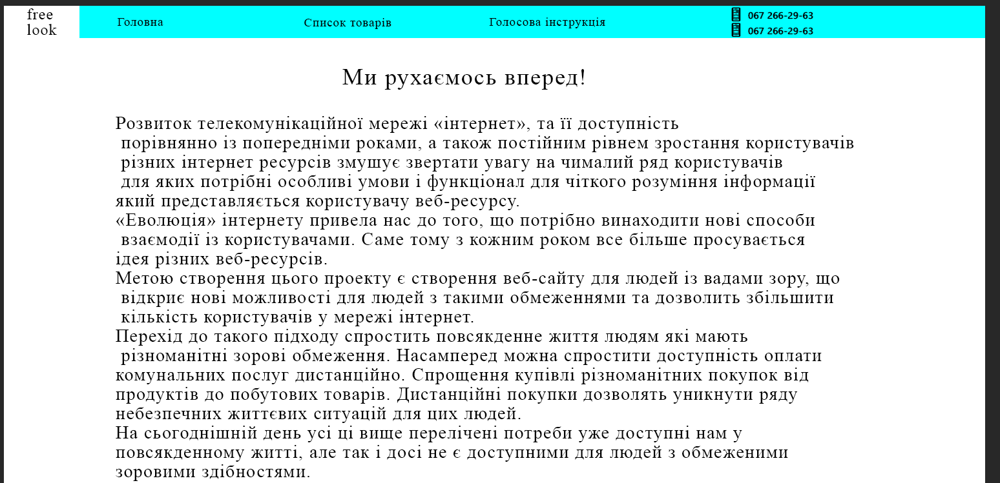 free
look
Головна
Список товарів
Голосова інструкція
067 266-29-63
067 266-29-63
Ми рухаємось вперед!
Розвиток телекомунікаційної мережі «інтернет», та її доступність
порівнянно із попередніми роками, а також постійним рівнем зростання користувачів
різних інтернет ресурсів змушує звертати увагу на чималий ряд користувачів
для яких потрібні особливі умови і функціонал для чіткого розуміння інформації
який представляється користувачу веб-ресурсу.
«Еволюція» інтернету привела нас до того, що потрібно винаходити нові способи
взаємодії із користувачами. Саме тому з кожним роком все більше просувається
ідея різних веб-ресурсів.
Метою створення цього проекту є створення веб-сайту для людей із вадами зору, що
відкриє нові можливості для людей з такими обмеженнями та дозволить збільшити
кількість користувачів у мережі інтернет.
Перехід до такого підходу спростить повсякденне життя людям які мають
різноманітні зорові обмеження. Насамперед можна спростити доступність оплати
комунальних послуг дистанційно. Спрощення купівлі різноманітних покупок від
продуктів до побутових товарів. Дистанційні покупки дозволять уникнути ряду
небезпечних життєвих ситуацій для цих людей.
На сьогоднішній день усі ці вище перелічені потреби уже доступні нам у
повсякденному житті, але так і досі не є доступними для людей з обмеженими
зоровими здібностями.